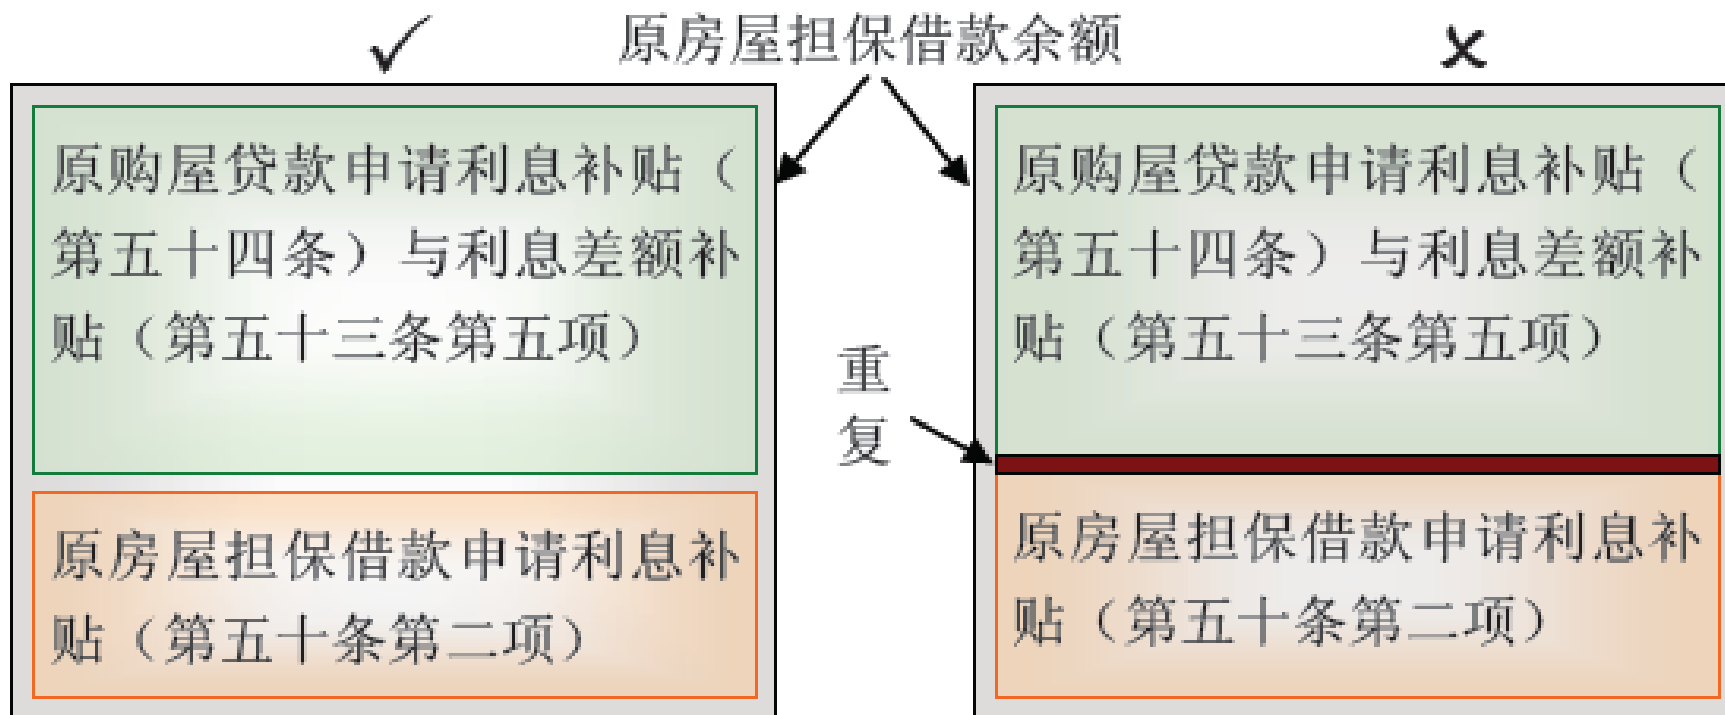 原房屋担保借款余额
原购屋贷款申请利息补贴（
第五十四条）与利息差额补
贴（第五十三条第五项）
原房屋担保借款申请利息补
贴（第五十条第二项）
重
复
原购屋贷款申请利息补贴（
第五十四条）与利息差额补
贴（第五十三条第五项）
原房屋担保借款申请利息补
贴（第五十条第二项）